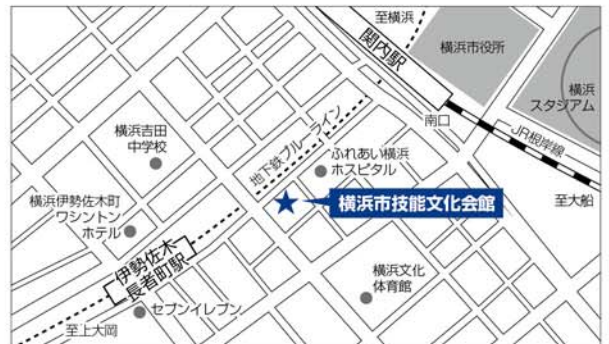 至横浜
関内駅
横浜市役所
横浜
スタジアム
南口
JR根岸線
至大船
横浜吉田
中学校
地下鉄ブルーライン
ふれあい横浜
ホスピタル
横浜市技能文化会館
横浜伊勢佐木町
ワシントン
ホテル
伊勢佐木
長者町駅
横浜文化
体育館
セブンイレブン
至上大岡